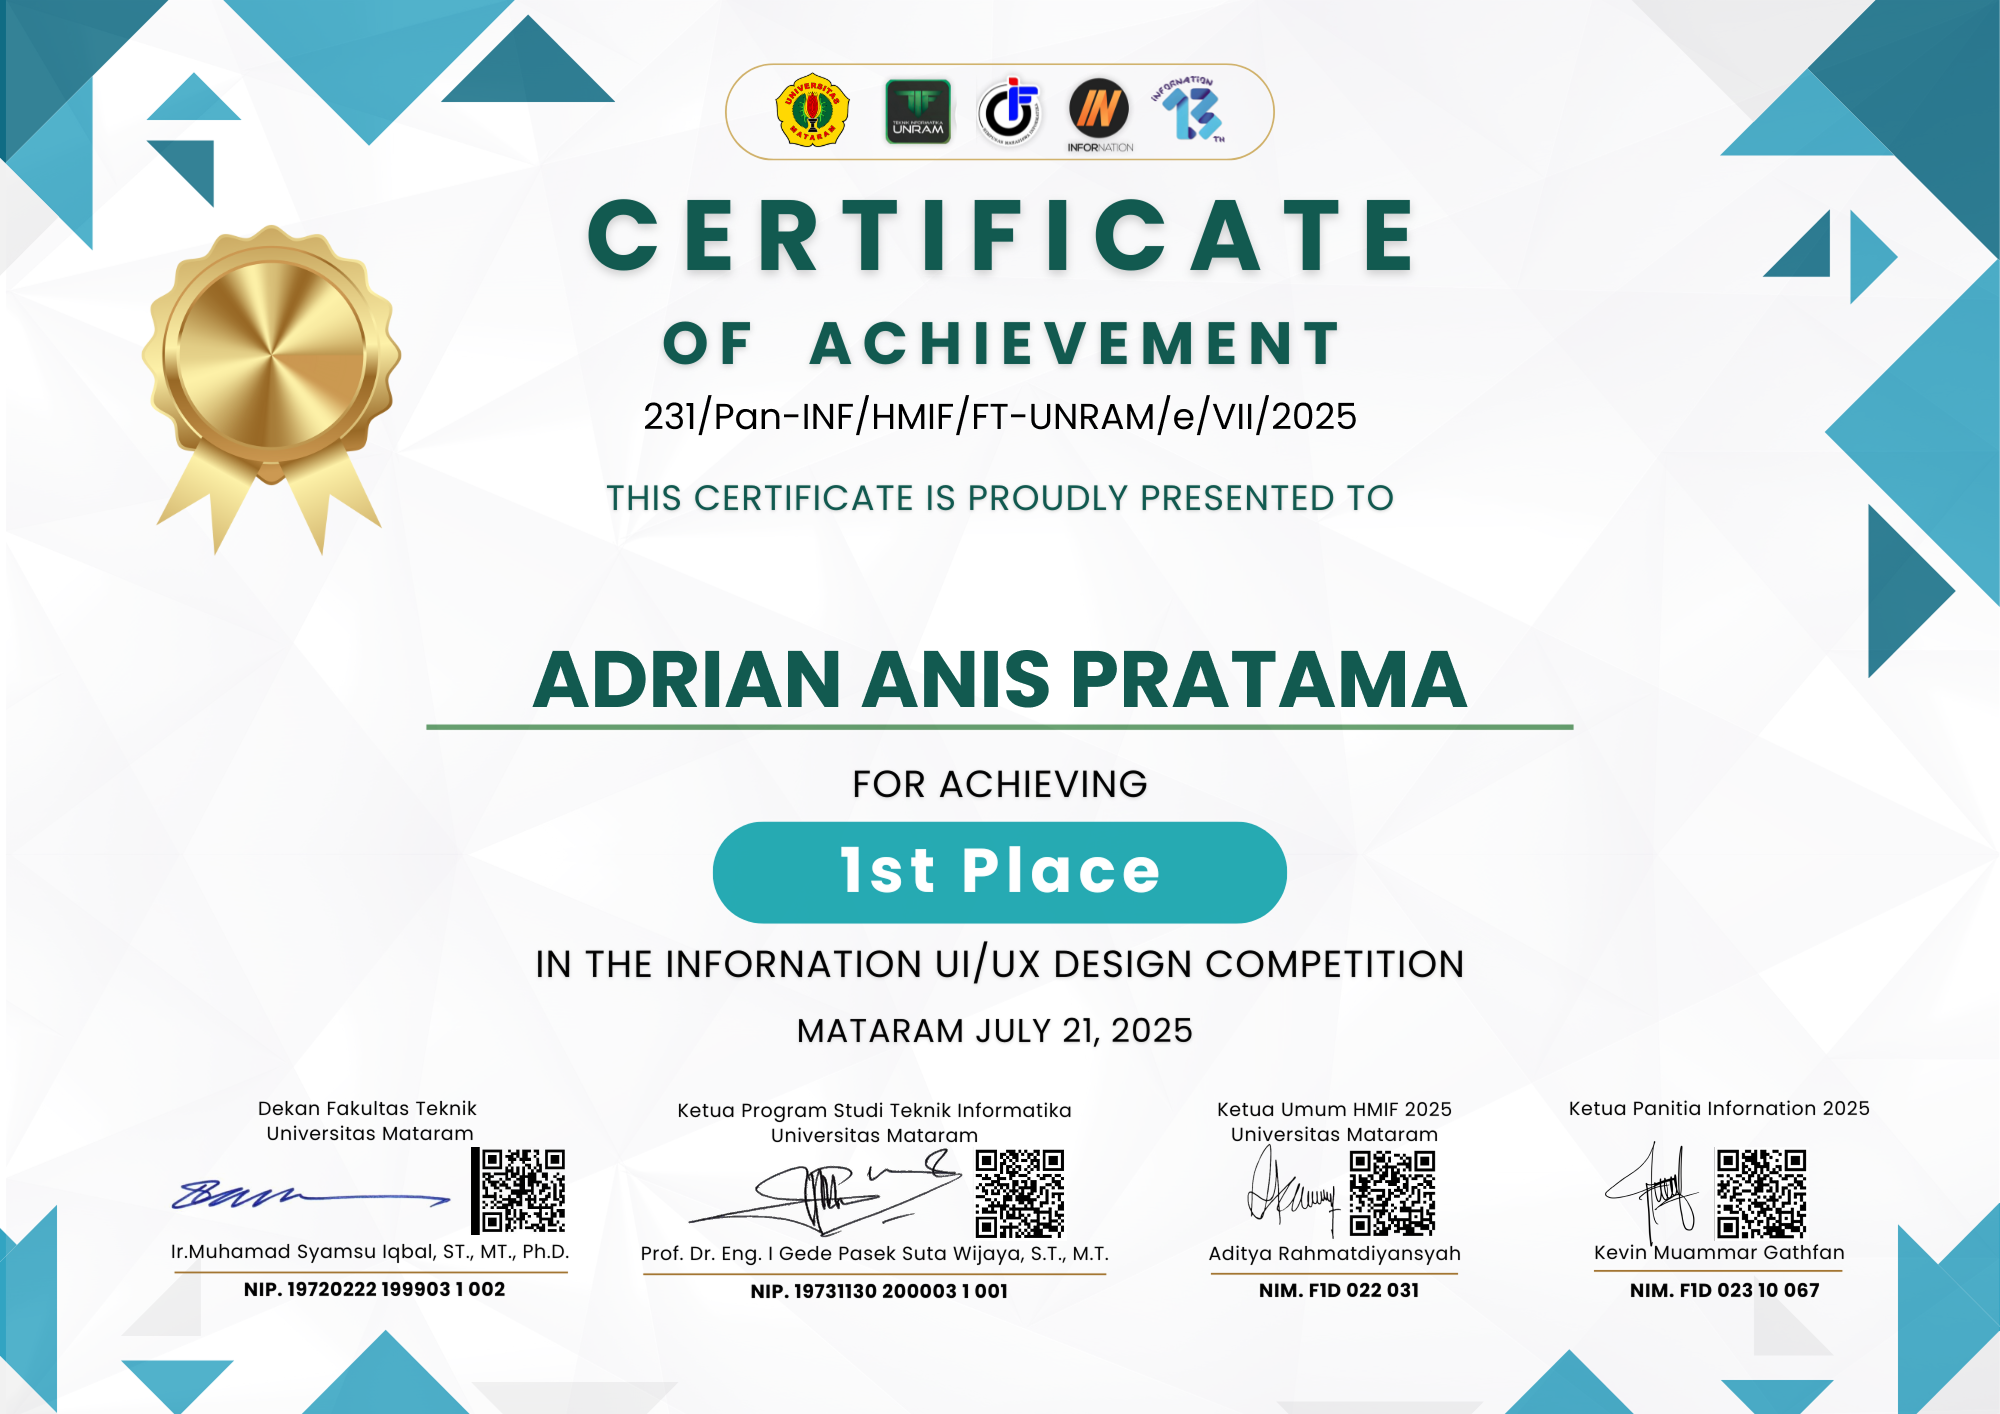 UNIVERSITAS MATARAM
TIF
TEKNIK INFORMATIKA
UNRAM
IF
IN
INFORNATION
INFORNATION
13
TH
CERTIFICATE
OF ACHIEVEMENT
231/Pan-INF/HMIF/FT-UNRAM/e/VII/2025
THIS CERTIFICATE IS PROUDLY PRESENTED TO
ADRIAN ANIS PRATAMA
FOR ACHIEVING
1st Place
IN THE INFORNATION UI/UX DESIGN COMPETITION
MATARAM JULY 21, 2025
Dekan Fakultas Teknik
Universitas Mataram
Ir.Muhamad Syamsu Iqbal, ST., MT., Ph.D.
NIP. 19720222 199903 1 002
Ketua Program Studi Teknik Informatika
Universitas Mataram
Prof. Dr. Eng. I Gede Pasek Suta Wijaya, S.T., M.T.
NIP. 19731130 200003 1 001
Ketua Umum HMIF 2025
Universitas Mataram
Aditya Rahmatdiyansyah
NIM. F1D 022 031
Ketua Panitia Infornation 2025
Kevin Muammar Gathfan
NIM. F1D 023 10 067